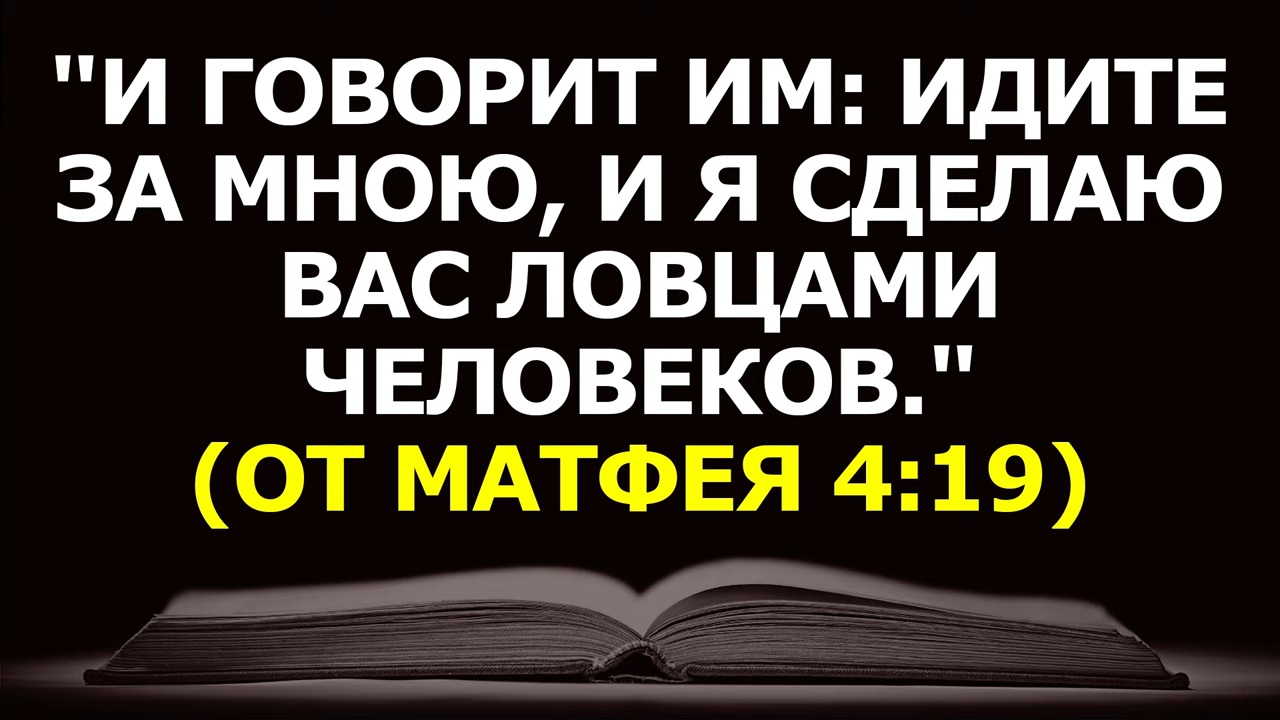 "И ГОВОРИТ ИМ: ИДИТЕ
ЗА МНОЮ, И Я СДЕЛАЮ
ВАС ЛОВЦАМИ
ЧЕЛОВЕКОВ."
(ОТ МАТФЕЯ 4:19)